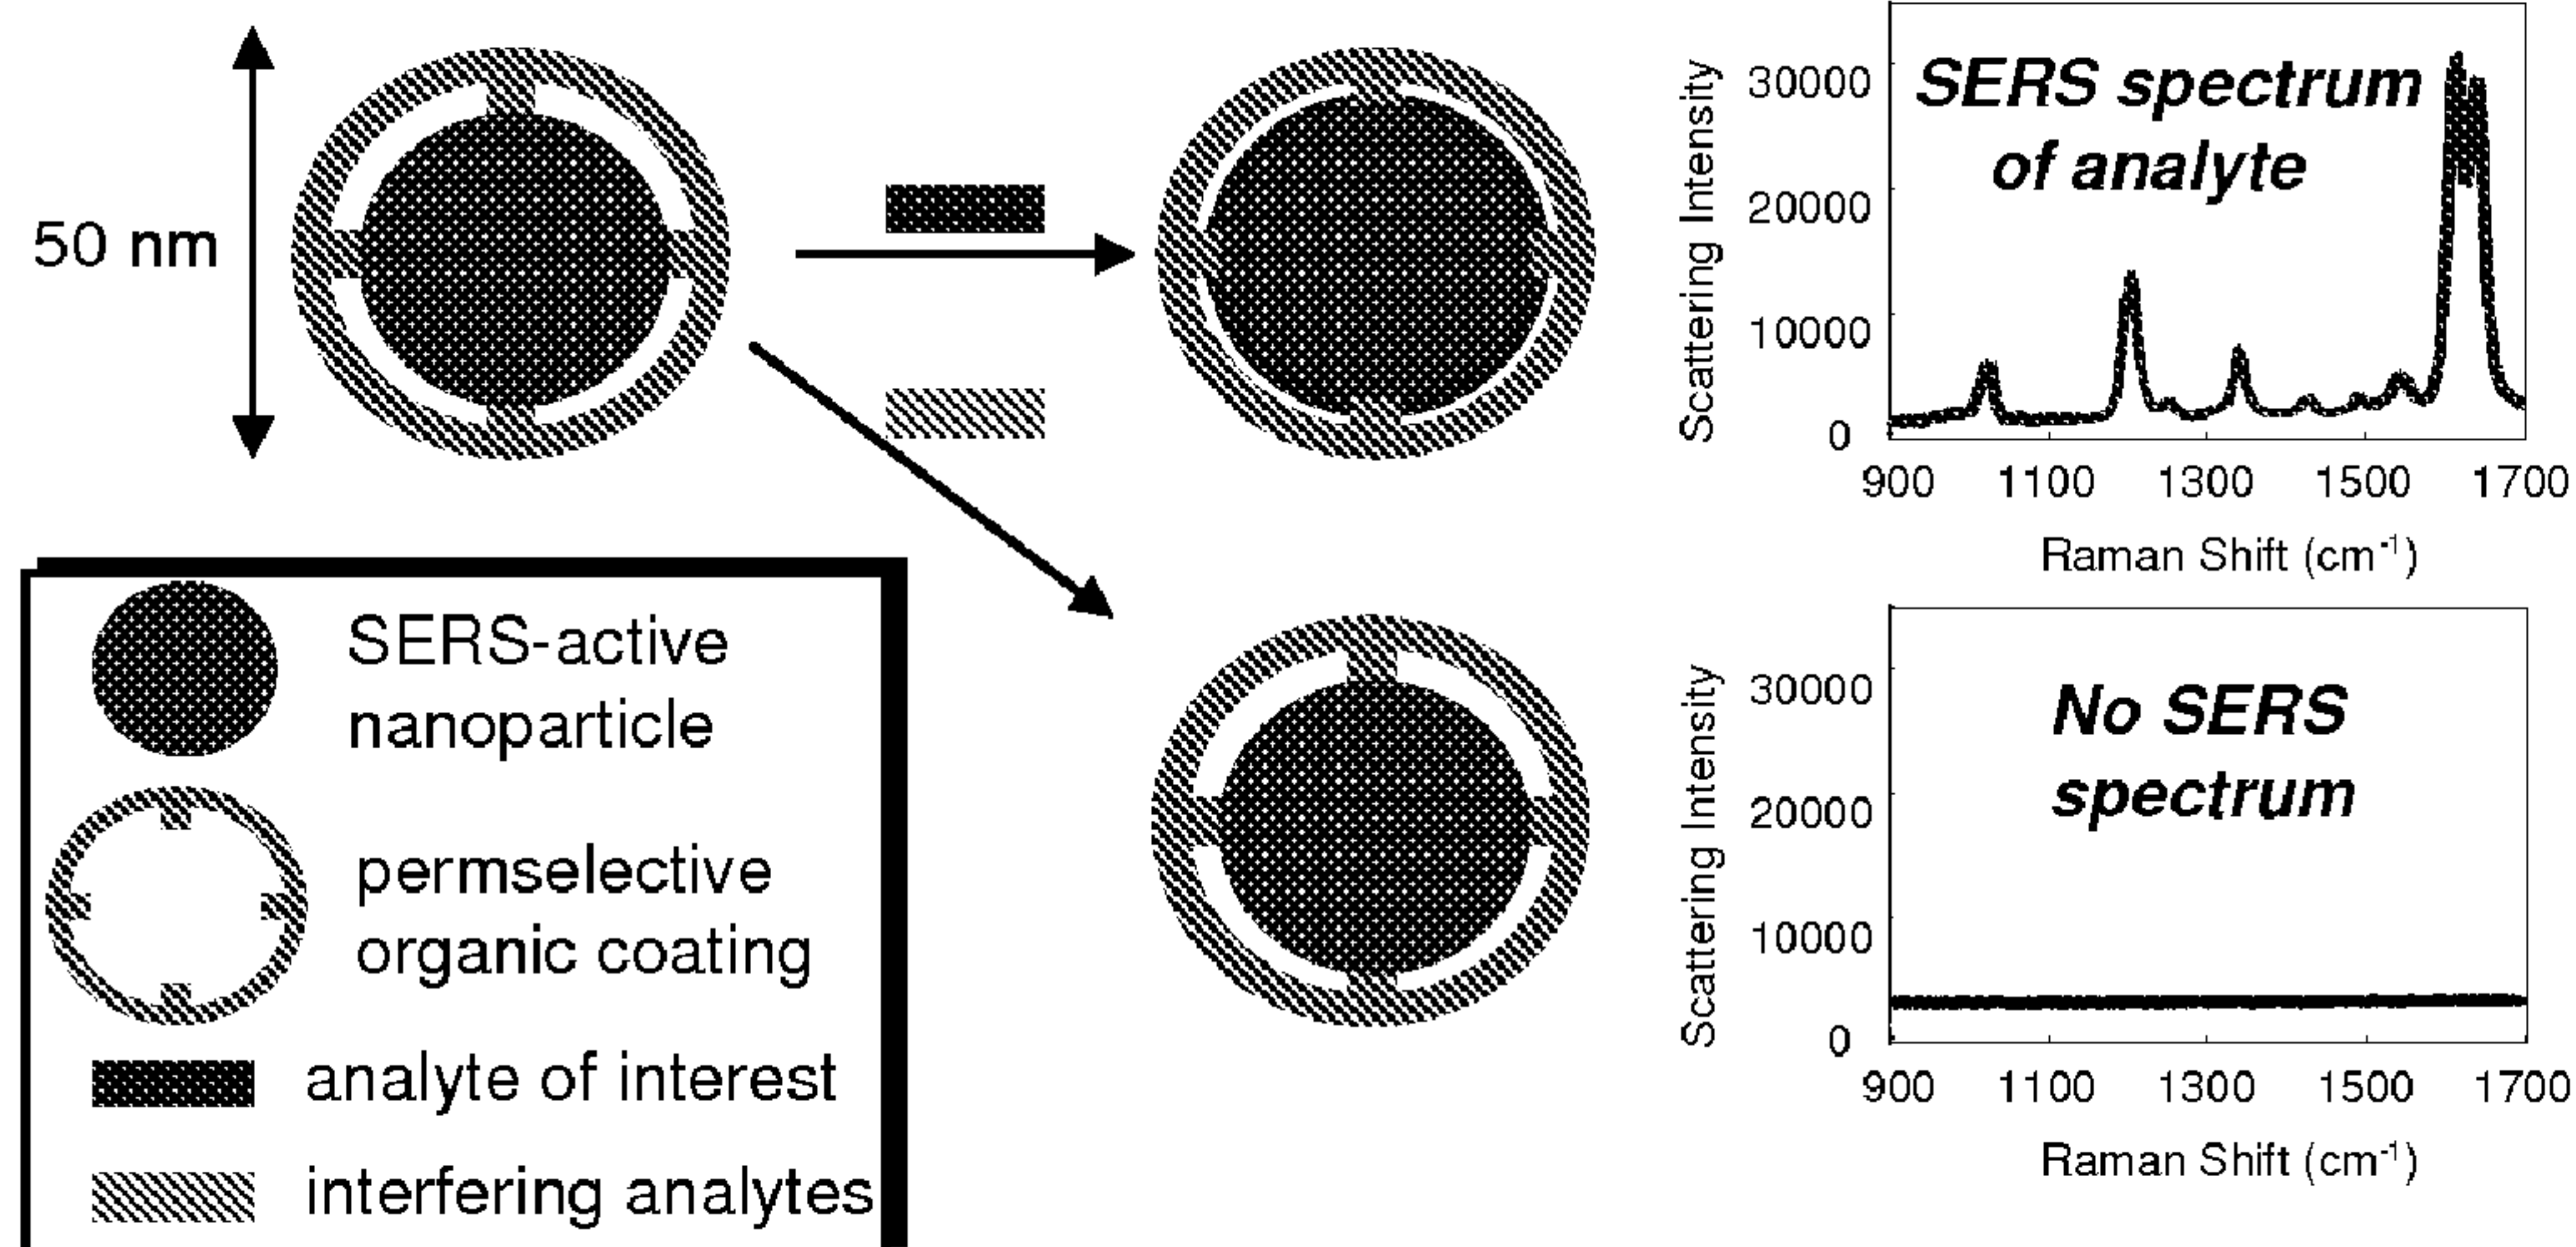 50 nm
SERS-active
nanoparticle
permselective
organic coating
analyte of interest
interfering analytes
SERS spectrum
of analyte
Scattering Intensity
30000
20000
10000
0
900 1100 1300 1500 1700
Raman Shift (cm⁻¹)
No SERS
spectrum
Scattering Intensity
30000
20000
10000
0
900 1100 1300 1500 1700
Raman Shift (cm⁻¹)